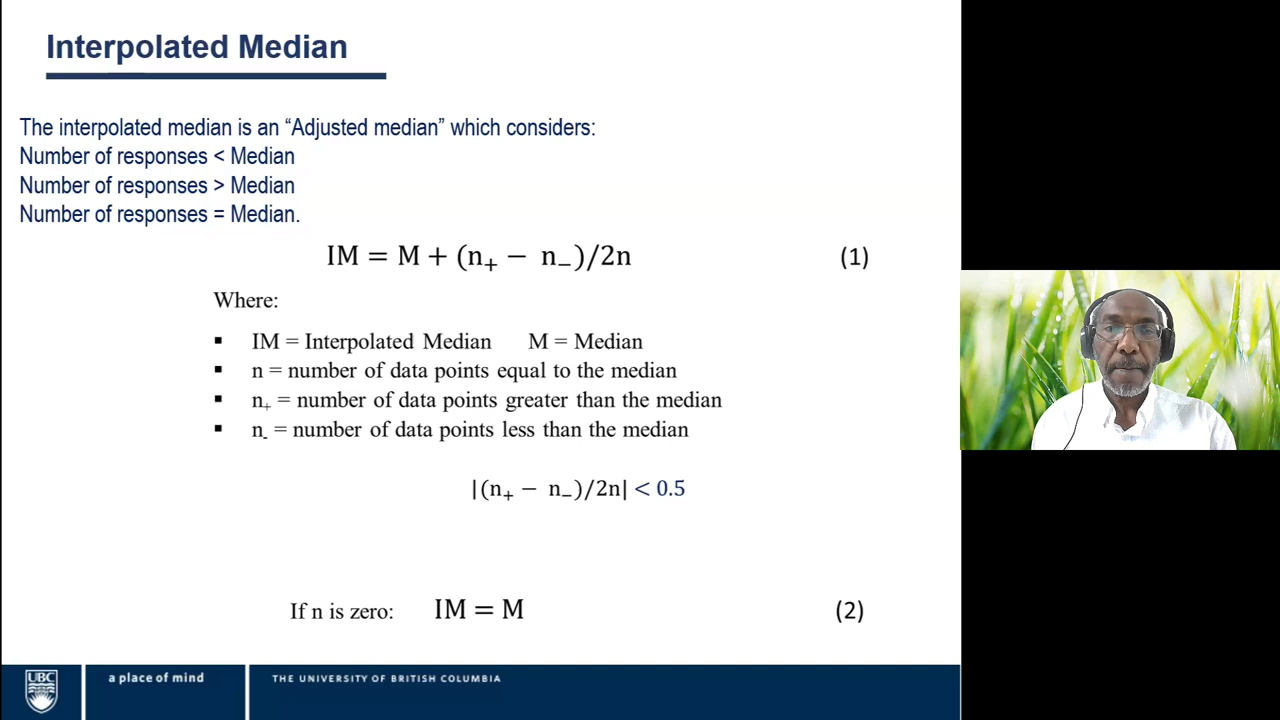 Interpolated Median
The interpolated median is an “Adjusted median” which considers:
Number of responses < Median
Number of responses > Median
Number of responses = Median.
IM = M + (n₊ − n₋)/2n (1)
Where:
▪ IM = Interpolated Median M = Median
▪ n = number of data points equal to the median
▪ n₊ = number of data points greater than the median
▪ n₋ = number of data points less than the median
|(n₊ − n₋)/2n| < 0.5
If n is zero: IM = M (2)
UBC a place of mind THE UNIVERSITY OF BRITISH COLUMBIA